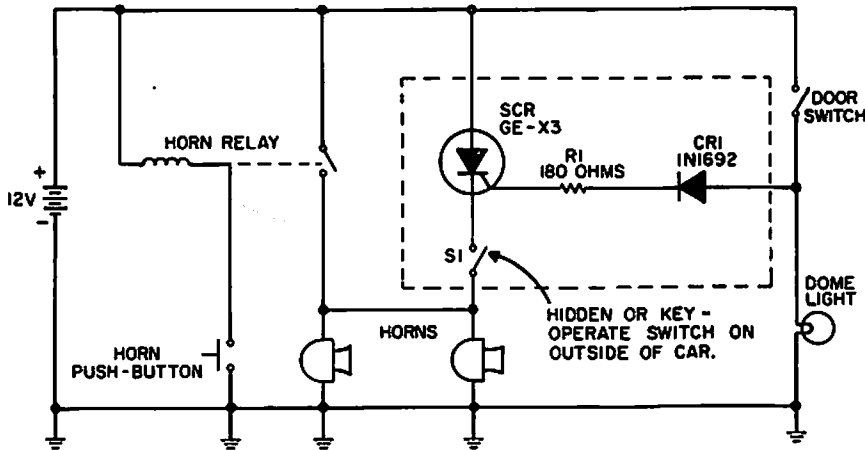 SCR
GE-X3
DOOR
SWITCH
HORN RELAY
R1
180 OHMS
CR1
1N1692
+
12V
-
S1
DOME
LIGHT
HIDDEN OR KEY-
OPERATE SWITCH ON
OUTSIDE OF CAR.
HORNS
HORN
PUSH-BUTTON